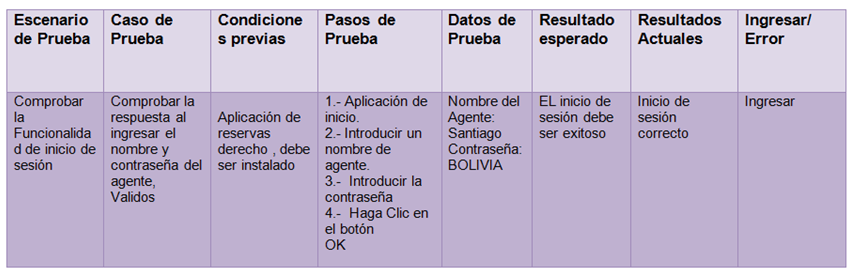 Escenario
de Prueba
Caso de
Prueba
Condicione
s previas
Pasos de
Prueba
Datos de
Prueba
Resultado
esperado
Resultados
Actuales
Ingresar/
Error
Comprobar
la
Funcionalida
d de inicio de
sesión
Comprobar la
respuesta al
ingresar el
nombre y
contraseña del
agente,
Validos
Aplicación de
reservas
derecho , debe
ser instalado
1.- Aplicación de
inicio.
2.- Introducir un
nombre de
agente.
3.- Introducir la
contraseña
4.- Haga Clic en
el botón
OK
Nombre del
Agente:
Santiago
Contraseña:
BOLIVIA
EL inicio de
sesión debe
ser exitoso
Inicio de
sesión
correcto
Ingresar